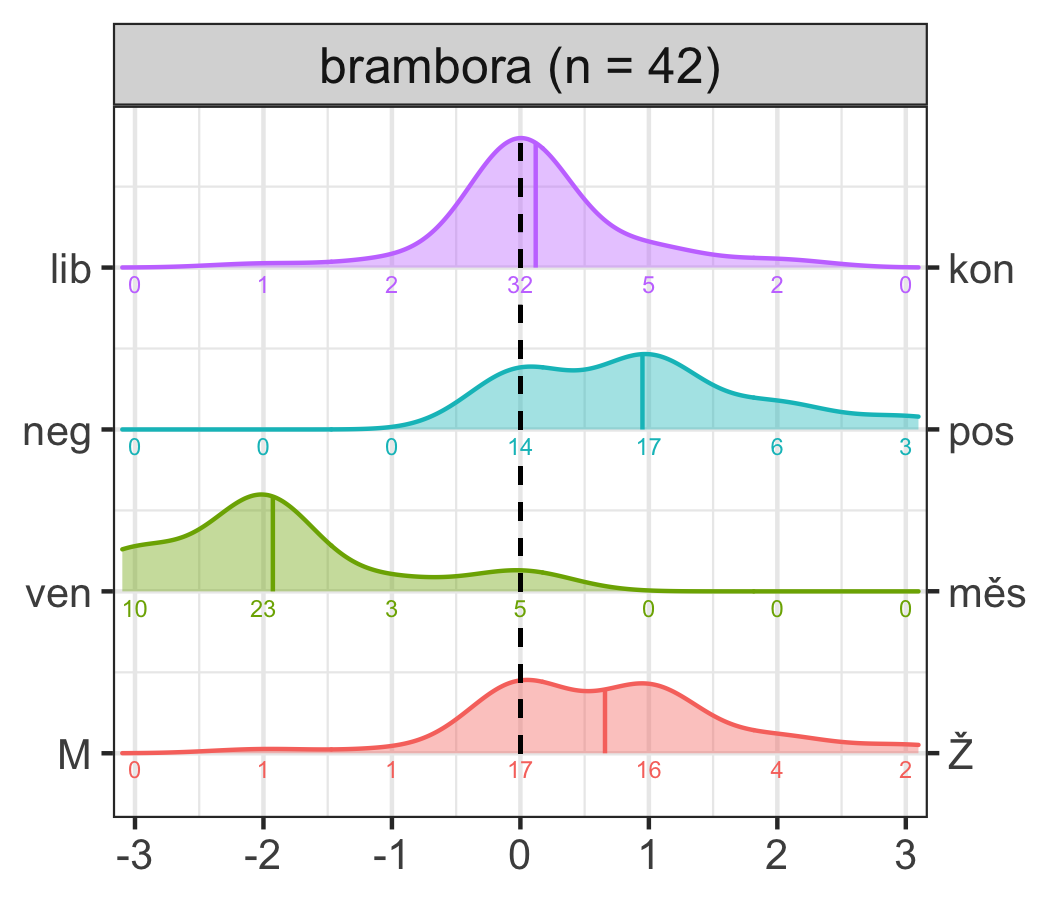 brambora (n = 42)
lib kon
0 1 2 32 5 2 0
neg pos
0 0 0 14 17 6 3
ven měs
10 23 3 5 0 0 0
M Ž
0 1 1 17 16 4 2
-3 -2 -1 0 1 2 3